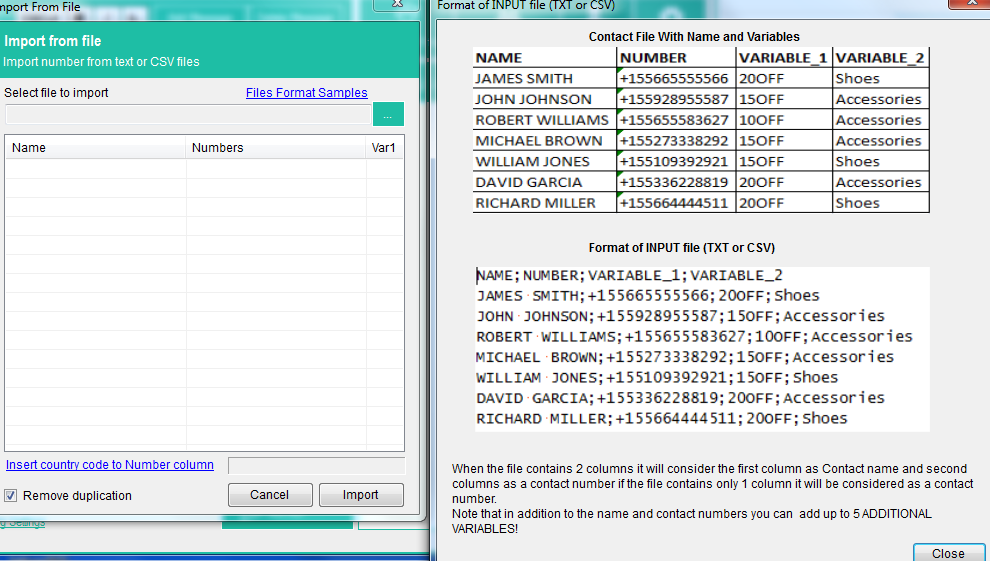 mport From File
Import from file
Import number from text or CSV files
Select file to import
Files Format Samples
...
Name Numbers Var1
Insert country code to Number column
Remove duplication
Cancel Import
Format of INPUT file (TXT or CSV)
Contact File With Name and Variables
NAME NUMBER VARIABLE_1 VARIABLE_2
JAMES SMITH +155665555566 20OFF Shoes
JOHN JOHNSON +155928955587 15OFF Accessories
ROBERT WILLIAMS +155655583627 10OFF Accessories
MICHAEL BROWN +155273338292 15OFF Accessories
WILLIAM JONES +155109392921 15OFF Shoes
DAVID GARCIA +155336228819 20OFF Accessories
RICHARD MILLER +155664444511 20OFF Shoes
Format of INPUT file (TXT or CSV)
NAME;NUMBER;VARIABLE_1;VARIABLE_2
JAMES·SMITH;+155665555566;20OFF;Shoes
JOHN·JOHNSON;+155928955587;15OFF;Accessories
ROBERT·WILLIAMS;+155655583627;10OFF;Accessories
MICHAEL·BROWN;+155273338292;15OFF;Accessories
WILLIAM·JONES;+155109392921;15OFF;Shoes
DAVID·GARCIA;+155336228819;20OFF;Accessories
RICHARD·MILLER;+155664444511;20OFF;Shoes
When the file contains 2 columns it will consider the first column as Contact name and second
columns as a contact number if the file contains only 1 column it will be considered as a contact
number.
Note that in addition to the name and contact numbers you can add up to 5 ADDITIONAL
VARIABLES!
Close